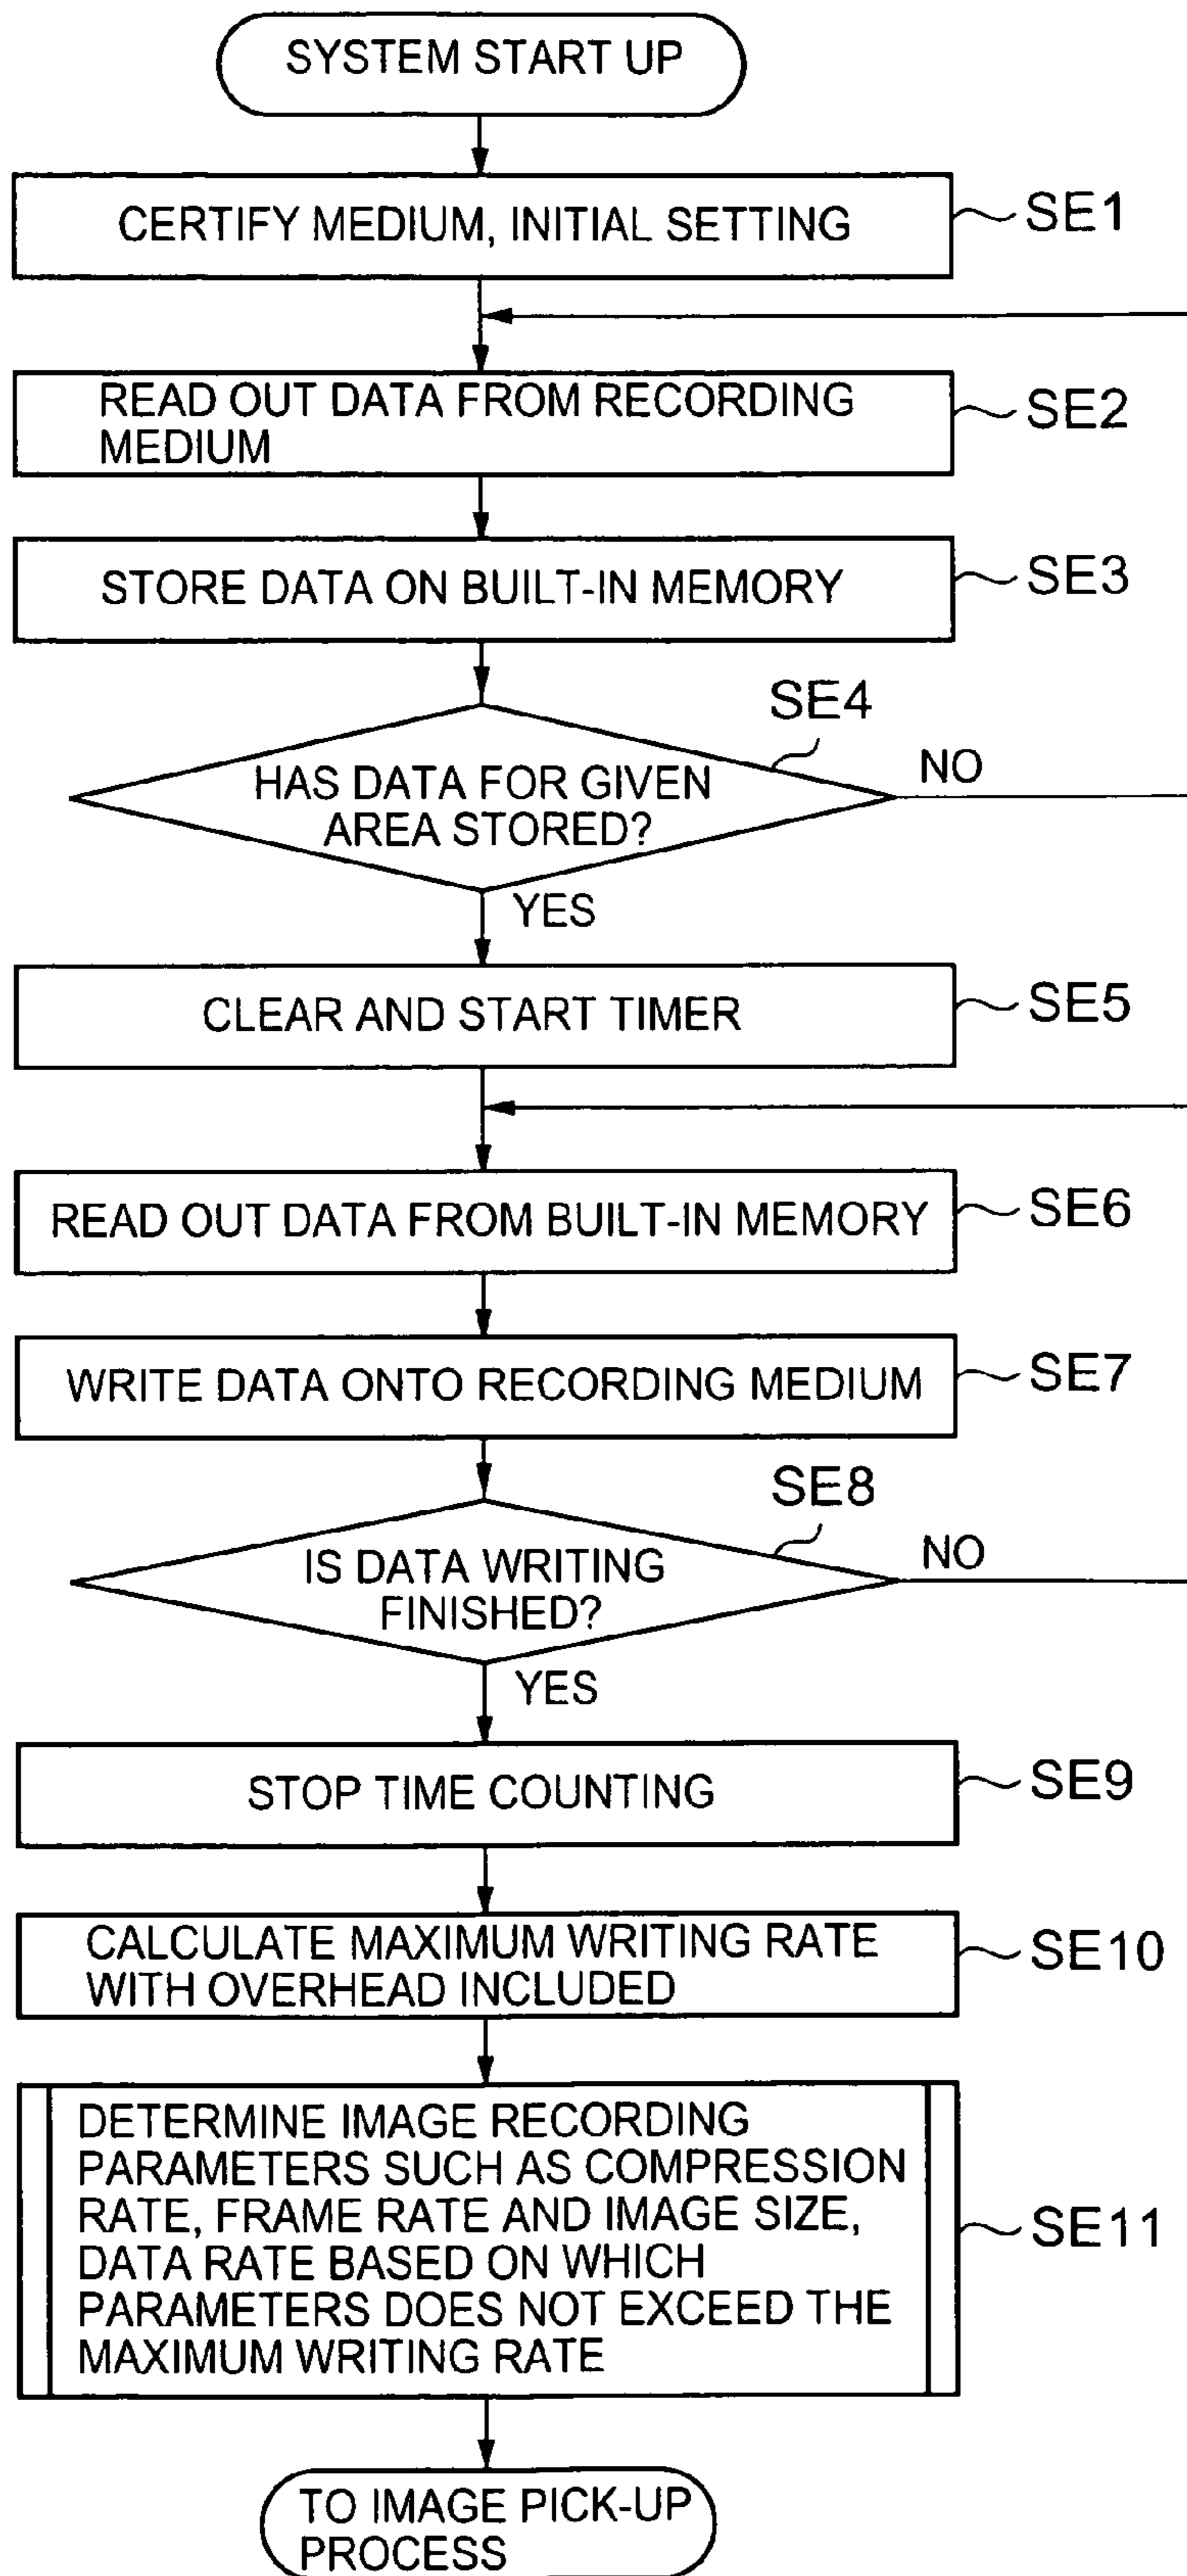 SYSTEM START UP
CERTIFY MEDIUM, INITIAL SETTING
SE1
READ OUT DATA FROM RECORDING
MEDIUM
SE2
STORE DATA ON BUILT-IN MEMORY
SE3
SE4
HAS DATA FOR GIVEN
AREA STORED?
NO
YES
CLEAR AND START TIMER
SE5
READ OUT DATA FROM BUILT-IN MEMORY
SE6
WRITE DATA ONTO RECORDING MEDIUM
SE7
SE8
IS DATA WRITING
FINISHED?
NO
YES
STOP TIME COUNTING
SE9
CALCULATE MAXIMUM WRITING RATE
WITH OVERHEAD INCLUDED
SE10
DETERMINE IMAGE RECORDING
PARAMETERS SUCH AS COMPRESSION
RATE, FRAME RATE AND IMAGE SIZE,
DATA RATE BASED ON WHICH
PARAMETERS DOES NOT EXCEED THE
MAXIMUM WRITING RATE
SE11
TO IMAGE PICK-UP
PROCESS